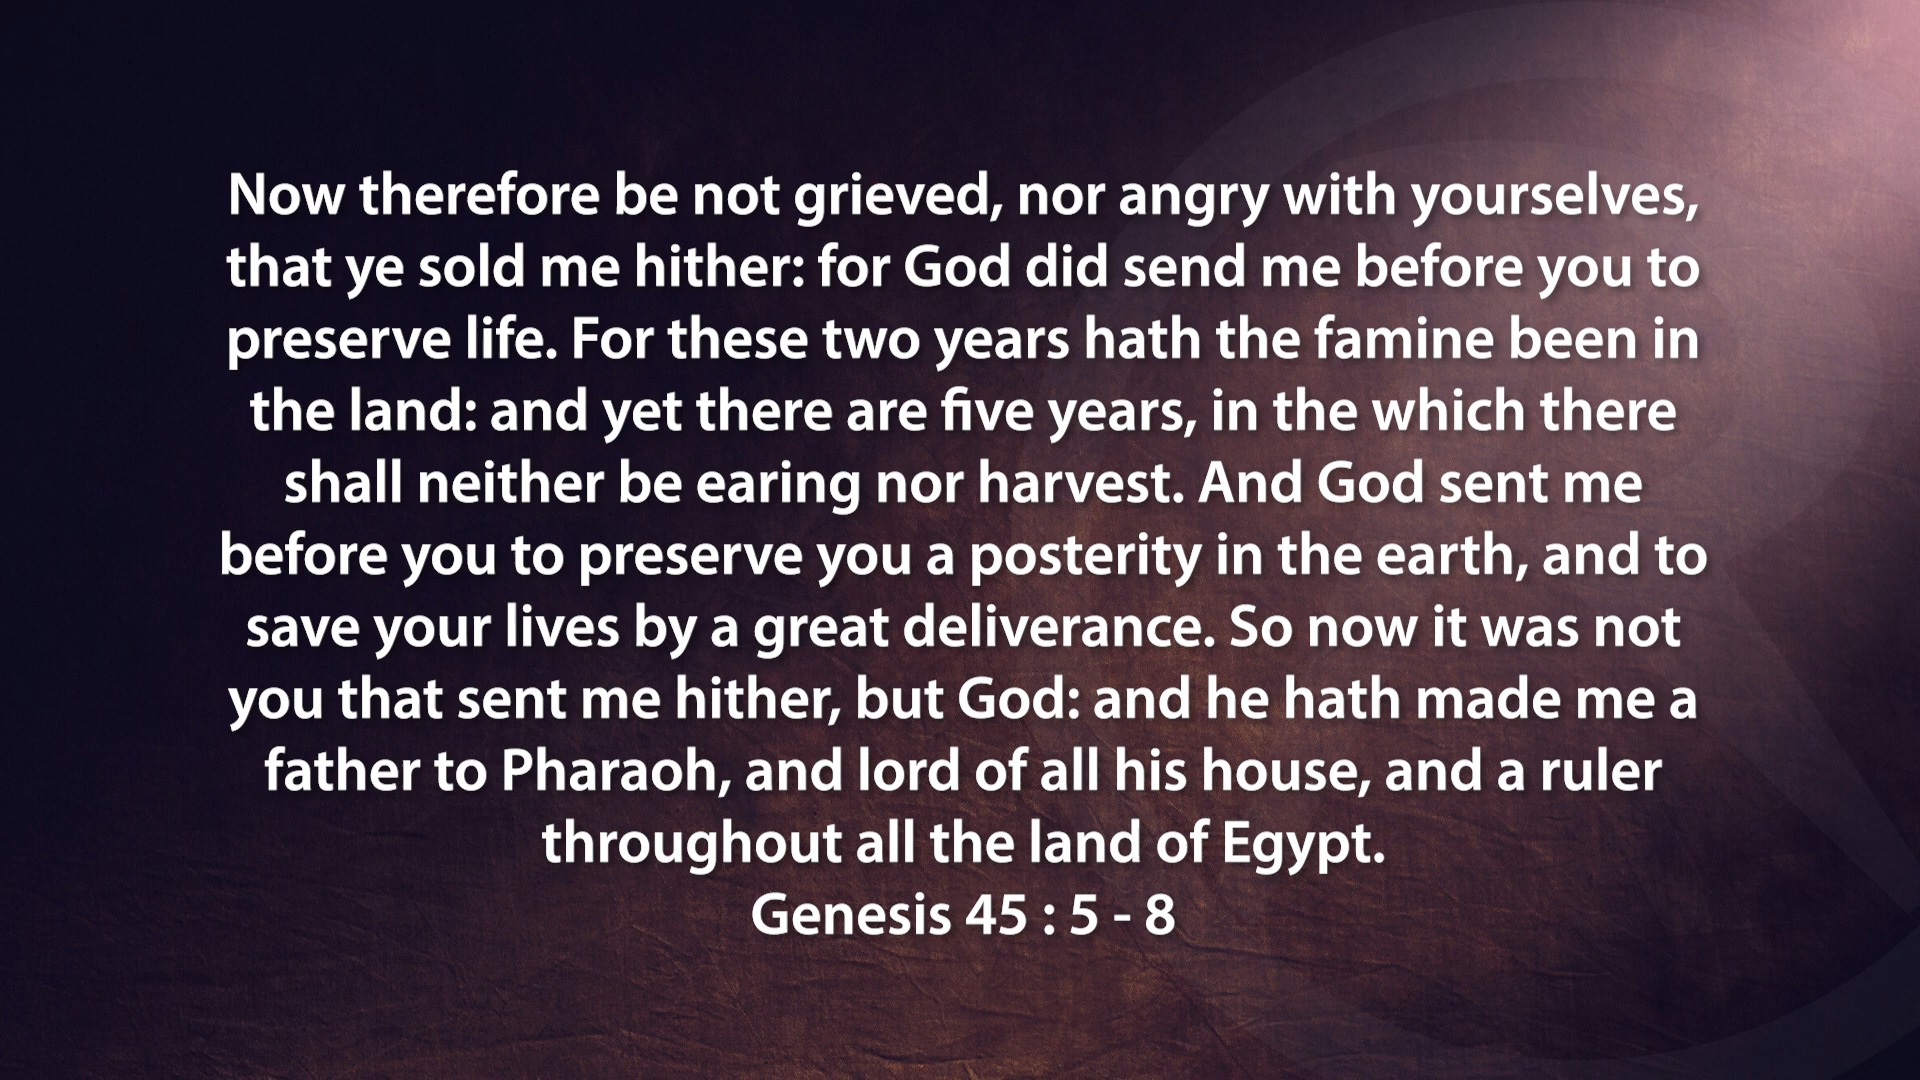 Now therefore be not grieved, nor angry with yourselves,
that ye sold me hither: for God did send me before you to
preserve life. For these two years hath the famine been in
the land: and yet there are five years, in the which there
shall neither be earing nor harvest. And God sent me
before you to preserve you a posterity in the earth, and to
save your lives by a great deliverance. So now it was not
you that sent me hither, but God: and he hath made me a
father to Pharaoh, and lord of all his house, and a ruler
throughout all the land of Egypt.
Genesis 45 : 5 - 8